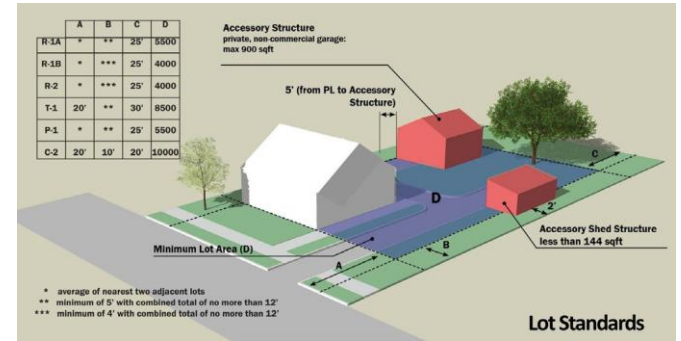 A B C D
R-1A * ** 25' 5500
R-1B * *** 25' 4000
R-2 * *** 25' 4000
T-1 20' ** 30' 8500
P-1 * ** 25' 5500
C-2 20' 10' 20' 10000
Accessory Structure
private, non-commercial garage:
max 900 sqft
5' (from PL to Accessory
Structure)
C
D
2'
Accessory Shed Structure
less than 144 sqft
Minimum Lot Area (D)
B
A
* average of nearest two adjacent lots
** minimum of 5' with combined total of no more than 12'
*** minimum of 4' with combined total of no more than 12'
Lot Standards